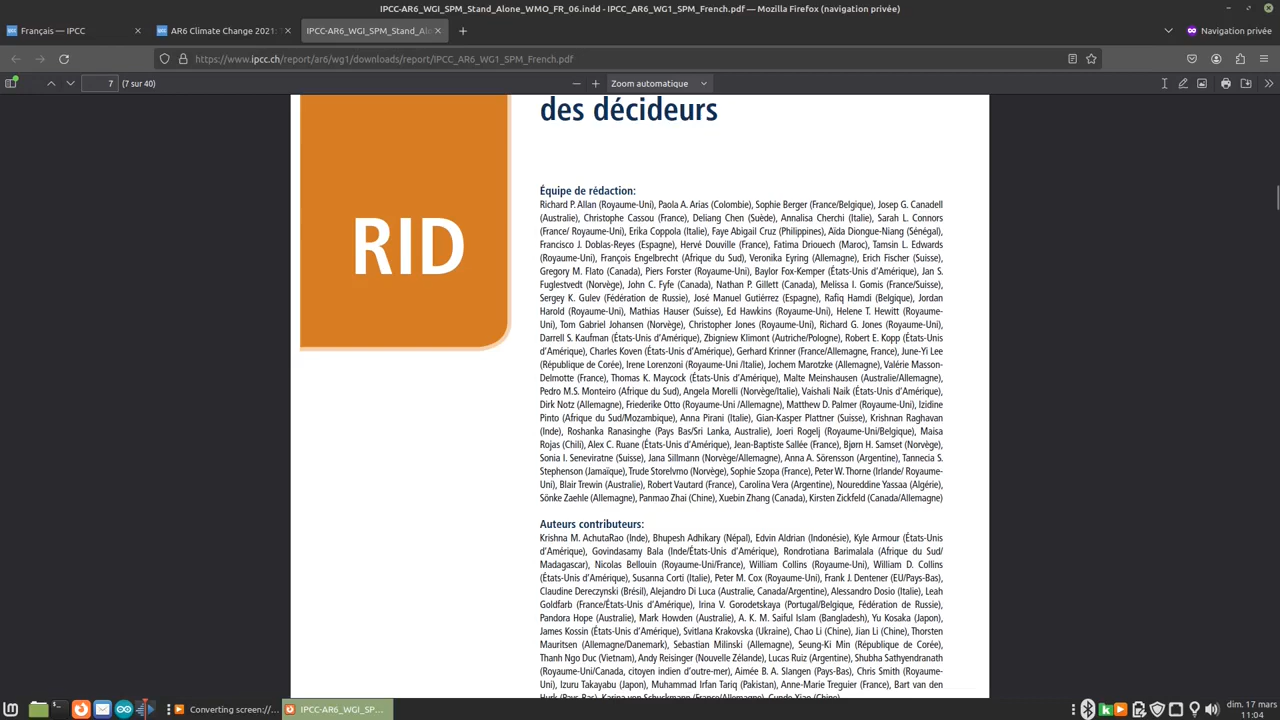 IPCC-AR6_WGI_SPM_Stand_Alone_WMO_FR_06.indd - IPCC_AR6_WG1_SPM_French.pdf — Mozilla Firefox (navigation privée)
Français — IPCC
AR6 Climate Change 2021:
IPCC-AR6_WGI_SPM_Stand_Alo
Navigation privée
https://www.ipcc.ch/report/ar6/wg1/downloads/report/IPCC_AR6_WG1_SPM_French.pdf
7 (7 sur 40)
Zoom automatique
des décideurs
RID
Équipe de rédaction:
Richard P. Allan (Royaume-Uni), Paola A. Arias (Colombie), Sophie Berger (France/Belgique), Josep G. Canadell
(Australie), Christophe Cassou (France), Deliang Chen (Suède), Annalisa Cherchi (Italie), Sarah L. Connors
(France/ Royaume-Uni), Erika Coppola (Italie), Faye Abigail Cruz (Philippines), Aïda Diongue-Niang (Sénégal),
Francisco J. Doblas-Reyes (Espagne), Hervé Douville (France), Fatima Driouech (Maroc), Tamsin L. Edwards
(Royaume-Uni), François Engelbrecht (Afrique du Sud), Veronika Eyring (Allemagne), Erich Fischer (Suisse),
Gregory M. Flato (Canada), Piers Forster (Royaume-Uni), Baylor Fox-Kemper (États-Unis d'Amérique), Jan S.
Fuglestvedt (Norvège), John C. Fyfe (Canada), Nathan P. Gillett (Canada), Melissa I. Gomis (France/Suisse),
Sergey K. Gulev (Fédération de Russie), José Manuel Gutiérrez (Espagne), Rafiq Hamdi (Belgique), Jordan
Harold (Royaume-Uni), Mathias Hauser (Suisse), Ed Hawkins (Royaume-Uni), Helene T. Hewitt (Royaume-
Uni), Tom Gabriel Johansen (Norvège), Christopher Jones (Royaume-Uni), Richard G. Jones (Royaume-Uni),
Darrell S. Kaufman (États-Unis d'Amérique), Zbigniew Klimont (Autriche/Pologne), Robert E. Kopp (États-Unis
d'Amérique), Charles Koven (États-Unis d'Amérique), Gerhard Krinner (France/Allemagne, France), June-Yi Lee
(République de Corée), Irene Lorenzoni (Royaume-Uni /Italie), Jochem Marotzke (Allemagne), Valérie Masson-
Delmotte (France), Thomas K. Maycock (États-Unis d'Amérique), Malte Meinshausen (Australie/Allemagne),
Pedro M.S. Monteiro (Afrique du Sud), Angela Morelli (Norvège/Italie), Vaishali Naik (États-Unis d'Amérique),
Dirk Notz (Allemagne), Friederike Otto (Royaume-Uni /Allemagne), Matthew D. Palmer (Royaume-Uni), Izidine
Pinto (Afrique du Sud/Mozambique), Anna Pirani (Italie), Gian-Kasper Plattner (Suisse), Krishnan Raghavan
(Inde), Roshanka Ranasinghe (Pays Bas/Sri Lanka, Australie), Joeri Rogelj (Royaume-Uni/Belgique), Maisa
Rojas (Chili), Alex C. Ruane (États-Unis d'Amérique), Jean-Baptiste Sallée (France), Bjørn H. Samset (Norvège),
Sonia I. Seneviratne (Suisse), Jana Sillmann (Norvège/Allemagne), Anna A. Sörensson (Argentine), Tannecia S.
Stephenson (Jamaïque), Trude Storelvmo (Norvège), Sophie Szopa (France), Peter W. Thorne (Irlande/ Royaume-
Uni), Blair Trewin (Australie), Robert Vautard (France), Carolina Vera (Argentine), Noureddine Yassaa (Algérie),
Sönke Zaehle (Allemagne), Panmao Zhai (Chine), Xuebin Zhang (Canada), Kirsten Zickfeld (Canada/Allemagne)
Auteurs contributeurs:
Krishna M. AchutaRao (Inde), Bhupesh Adhikary (Népal), Edvin Aldrian (Indonésie), Kyle Armour (États-Unis
d'Amérique), Govindasamy Bala (Inde/États-Unis d'Amérique), Rondrotiana Barimalala (Afrique du Sud/
Madagascar), Nicolas Bellouin (Royaume-Uni/France), William Collins (Royaume-Uni), William D. Collins
(États-Unis d'Amérique), Susanna Corti (Italie), Peter M. Cox (Royaume-Uni), Frank J. Dentener (EU/Pays-Bas),
Claudine Dereczynski (Brésil), Alejandro Di Luca (Australie, Canada/Argentine), Alessandro Dosio (Italie), Leah
Goldfarb (France/États-Unis d'Amérique), Irina V. Gorodetskaya (Portugal/Belgique, Fédération de Russie),
Pandora Hope (Australie), Mark Howden (Australie), A. K. M. Saiful Islam (Bangladesh), Yu Kosaka (Japon),
James Kossin (États-Unis d'Amérique), Svitlana Krakovska (Ukraine), Chao Li (Chine), Jian Li (Chine), Thorsten
Mauritsen (Allemagne/Danemark), Sebastian Milinski (Allemagne), Seung-Ki Min (République de Corée),
Thanh Ngo Duc (Vietnam), Andy Reisinger (Nouvelle Zélande), Lucas Ruiz (Argentine), Shubha Sathyendranath
(Royaume-Uni/Canada, citoyen indien d'outre-mer), Aimée B. A. Slangen (Pays-Bas), Chris Smith (Royaume-
Uni), Izuru Takayabu (Japon), Muhammad Irfan Tariq (Pakistan), Anne-Marie Treguier (France), Bart van den
Hurk (Pays-Bas), Karina von Schuckmann (France/Allemagne), Cunde Xiao (Chine)
Converting screen://...
IPCC-AR6_WGI_SP...
dim. 17 mars
11:04